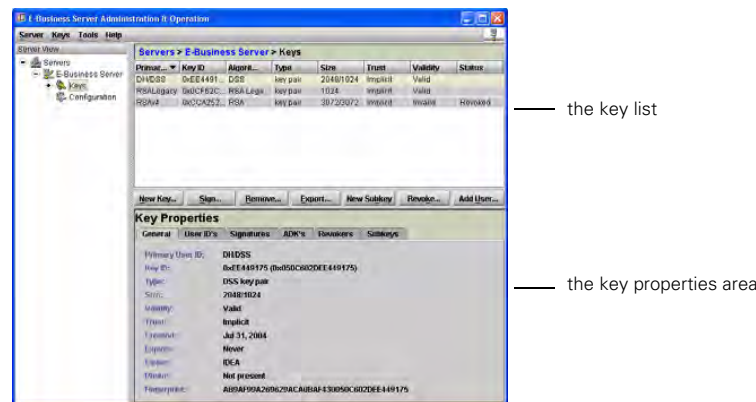 E-Business Server Administration & Operation
Server Keys Tools Help
Server View
Servers
E-Business Server
Keys
Configuration
Servers > E-Business Server > Keys
Primar... Key ID Algorit... Type Size Trust Validity Status
DH/DSS 0xEE4491... DSS key pair 2048/1024 Implicit Valid
RSALegacy 0x0CF62C... RSA Lega... key pair 1024 Implicit Valid
RSAv4 0xCCA252... RSA key pair 3072/3072 Implicit Invalid Revoked
the key list
New Key... Sign... Remove... Export... New Subkey Revoke... Add User...
Key Properties
General User ID's Signatures ADK's Revokers Subkeys
Primary User ID: DH/DSS
Key ID: 0xEE449175 (0x050C602DEE449175)
Type: DSS key pair
Size: 2048/1024
Validity: Valid
Trust: Implicit
Created: Jul 31, 2004
Expires: Never
Cipher: IDEA
Not present
Fingerprint:
the key properties area